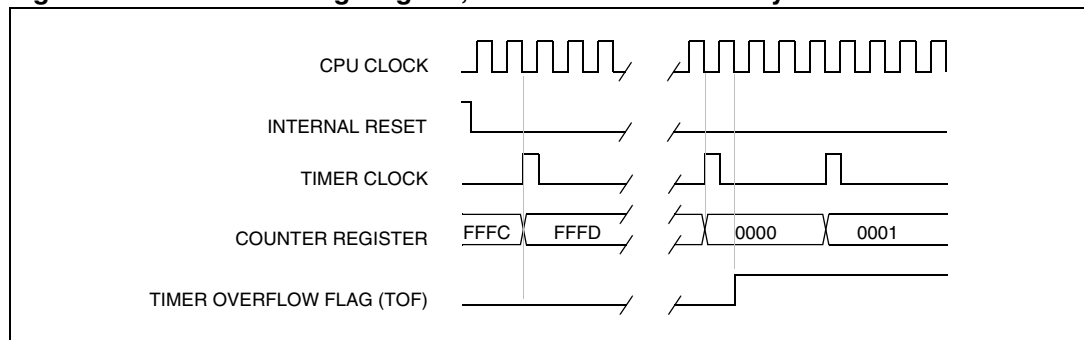 CPU CLOCK
INTERNAL RESET
TIMER CLOCK
COUNTER REGISTER
FFFC
FFFD
0000
0001
TIMER OVERFLOW FLAG (TOF)